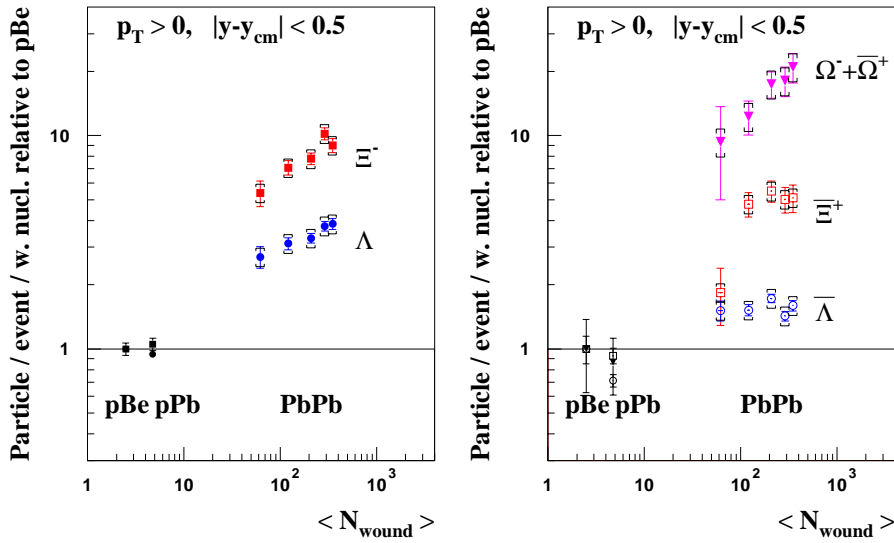 Particle / event / w. nucl. relative to pBe
p_T > 0, |y-y_cm| < 0.5
10
1
Ξ⁻
Λ
pBe pPb PbPb
1 10 10² 10³
< N_wound >
Particle / event / w. nucl. relative to pBe
p_T > 0, |y-y_cm| < 0.5
10
1
Ω⁻+Ω̅⁺
Ξ̅⁺
Λ̅
pBe pPb PbPb
1 10 10² 10³
< N_wound >